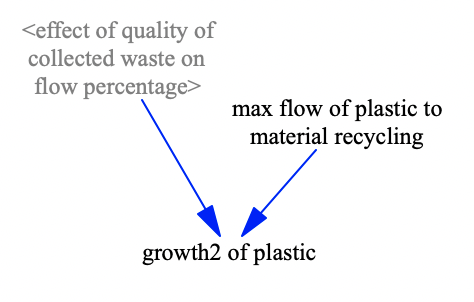 <effect of quality of
collected waste on
flow percentage>
max flow of plastic to
material recycling
growth2 of plastic